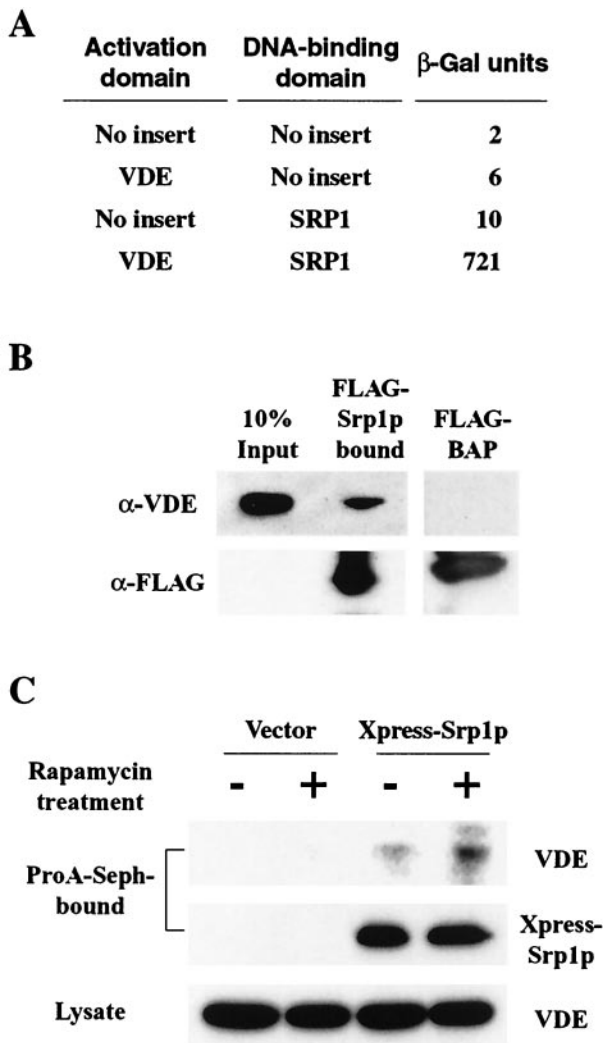 A
Activation domain DNA-binding domain β-Gal units
No insert No insert 2
VDE No insert 6
No insert SRP1 10
VDE SRP1 721
B
10% Input FLAG-Srp1p bound FLAG-BAP
α-VDE
α-FLAG
C
Vector Xpress-Srp1p
Rapamycin treatment - + - +
ProA-Seph-bound VDE
Xpress-Srp1p
Lysate VDE